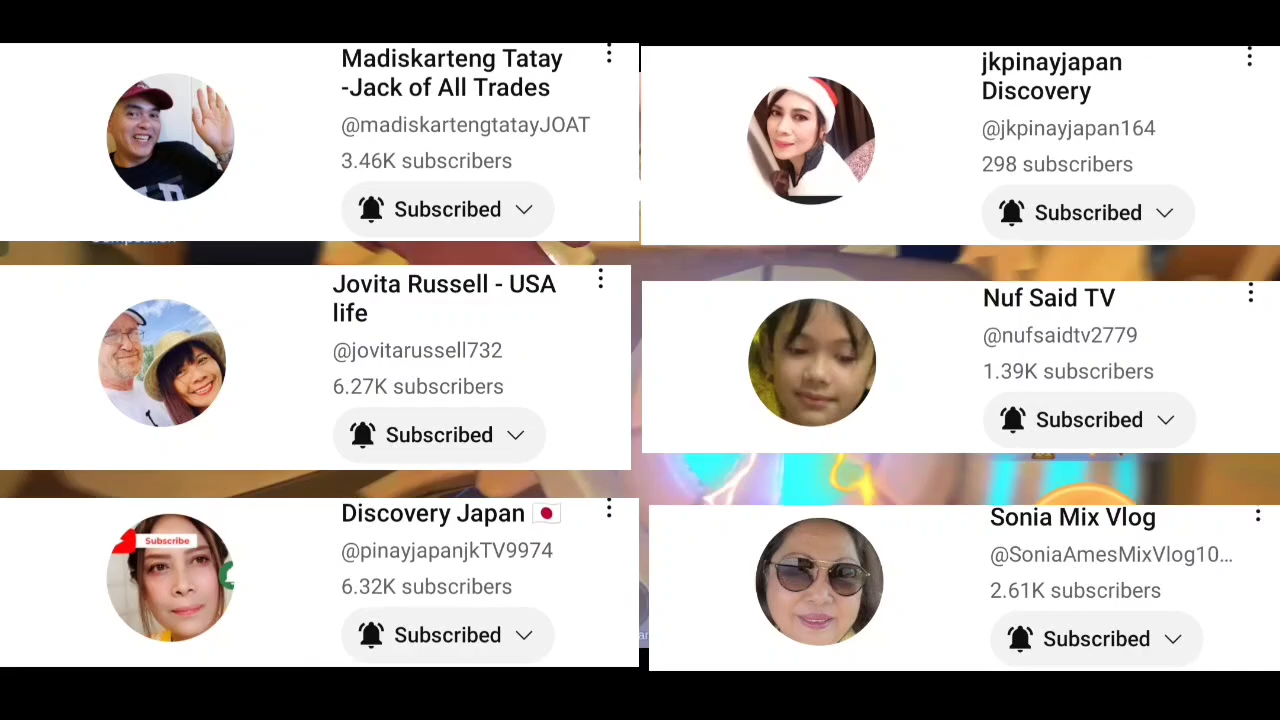 Madiskarteng Tatay
-Jack of All Trades
@madiskartengtatayJOAT
3.46K subscribers
Subscribed
jkpinayjapan
Discovery
@jkpinayjapan164
298 subscribers
Subscribed
Jovita Russell - USA
life
@jovitarussell732
6.27K subscribers
Subscribed
Nuf Said TV
@nufsaidtv2779
1.39K subscribers
Subscribed
Subscribe
Discovery Japan 🇯🇵
@pinayjapanjkTV9974
6.32K subscribers
Subscribed
Sonia Mix Vlog
@SoniaAmesMixVlog10...
2.61K subscribers
Subscribed